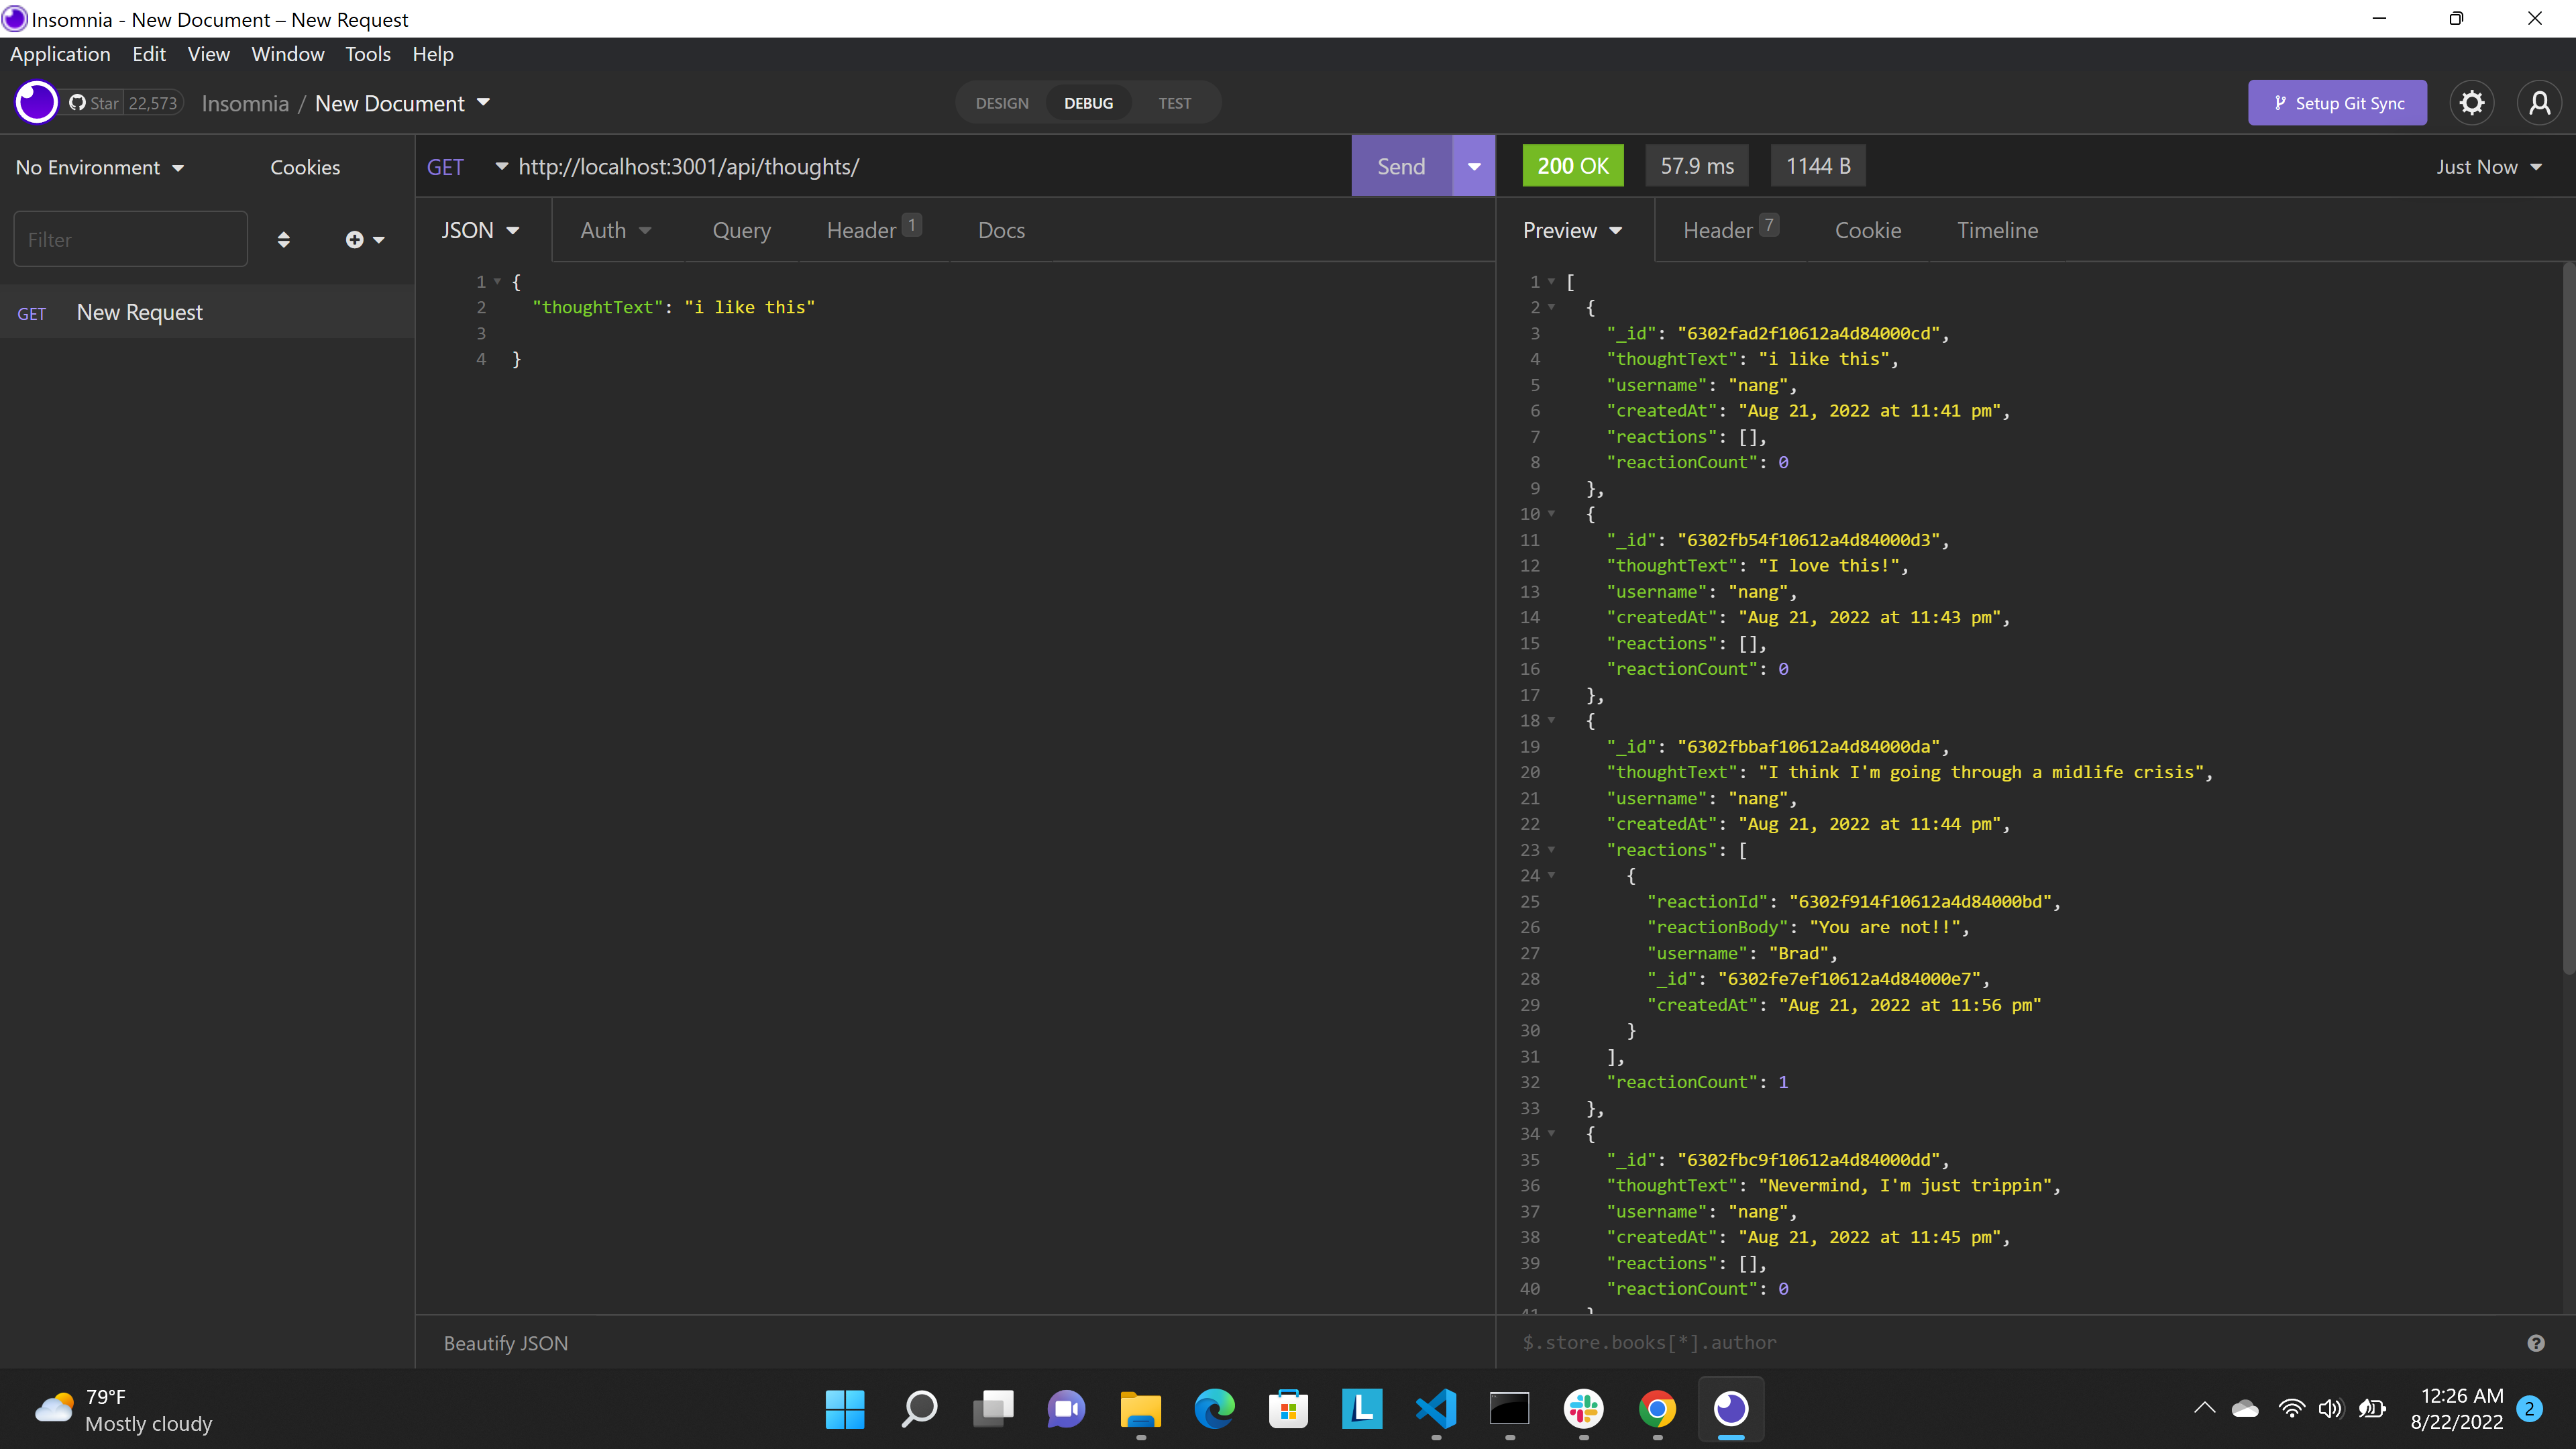 Insomnia - New Document – New Request
Application Edit View Window Tools Help
Star 22,573 Insomnia / New Document DESIGN DEBUG TEST Setup Git Sync
No Environment Cookies
Filter
GET New Request
GET http://localhost:3001/api/thoughts/ Send
JSON Auth Query Header 1 Docs
1 {
2 "thoughtText": "i like this"
3
4 }
Beautify JSON
200 OK 57.9 ms 1144 B Just Now
Preview Header 7 Cookie Timeline
1 [
2 {
3 "_id": "6302fad2f10612a4d84000cd",
4 "thoughtText": "i like this",
5 "username": "nang",
6 "createdAt": "Aug 21, 2022 at 11:41 pm",
7 "reactions": [],
8 "reactionCount": 0
9 },
10 {
11 "_id": "6302fb54f10612a4d84000d3",
12 "thoughtText": "I love this!",
13 "username": "nang",
14 "createdAt": "Aug 21, 2022 at 11:43 pm",
15 "reactions": [],
16 "reactionCount": 0
17 },
18 {
19 "_id": "6302fbbaf10612a4d84000da",
20 "thoughtText": "I think I'm going through a midlife crisis",
21 "username": "nang",
22 "createdAt": "Aug 21, 2022 at 11:44 pm",
23 "reactions": [
24 {
25 "reactionId": "6302f914f10612a4d84000bd",
26 "reactionBody": "You are not!!",
27 "username": "Brad",
28 "_id": "6302fe7ef10612a4d84000e7",
29 "createdAt": "Aug 21, 2022 at 11:56 pm"
30 }
31 ],
32 "reactionCount": 1
33 },
34 {
35 "_id": "6302fbc9f10612a4d84000dd",
36 "thoughtText": "Nevermind, I'm just trippin",
37 "username": "nang",
38 "createdAt": "Aug 21, 2022 at 11:45 pm",
39 "reactions": [],
40 "reactionCount": 0
41 }
$.store.books[*].author
79°F
Mostly cloudy
L
12:26 AM
8/22/2022
2